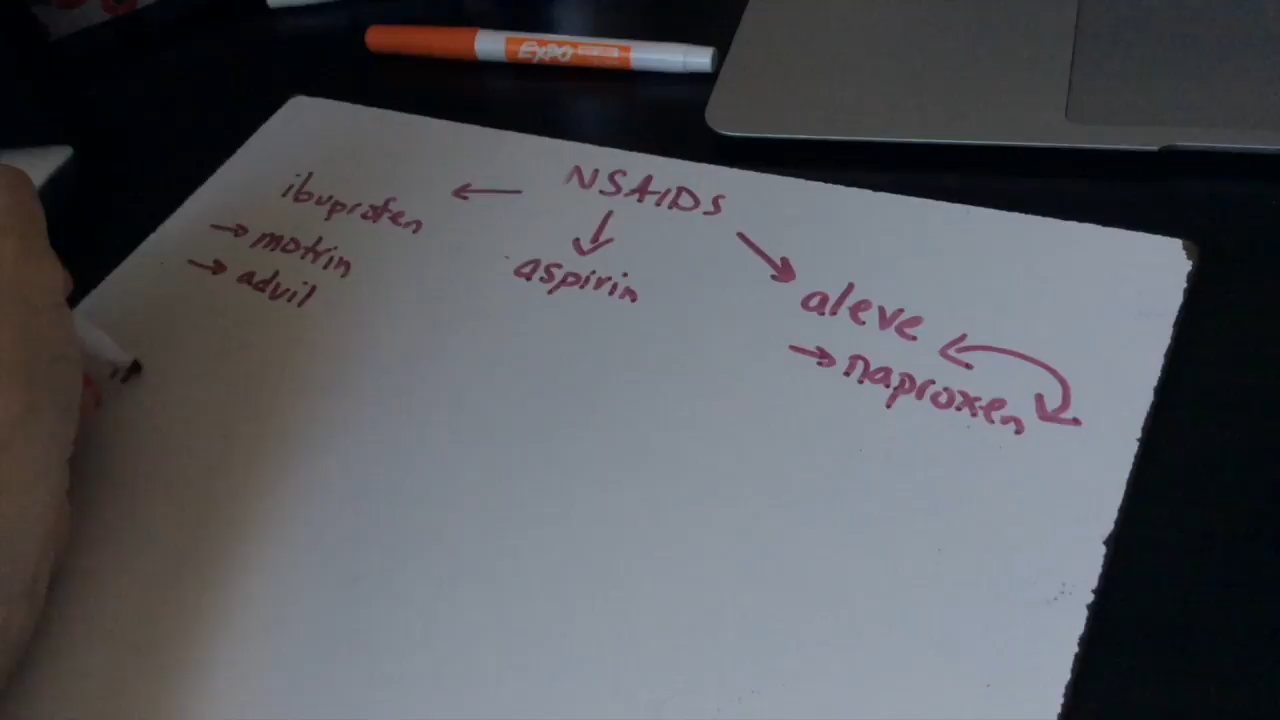 EXPO
NSAIDS
ibuprofen
motrin
advil
aspirin
aleve
naproxen